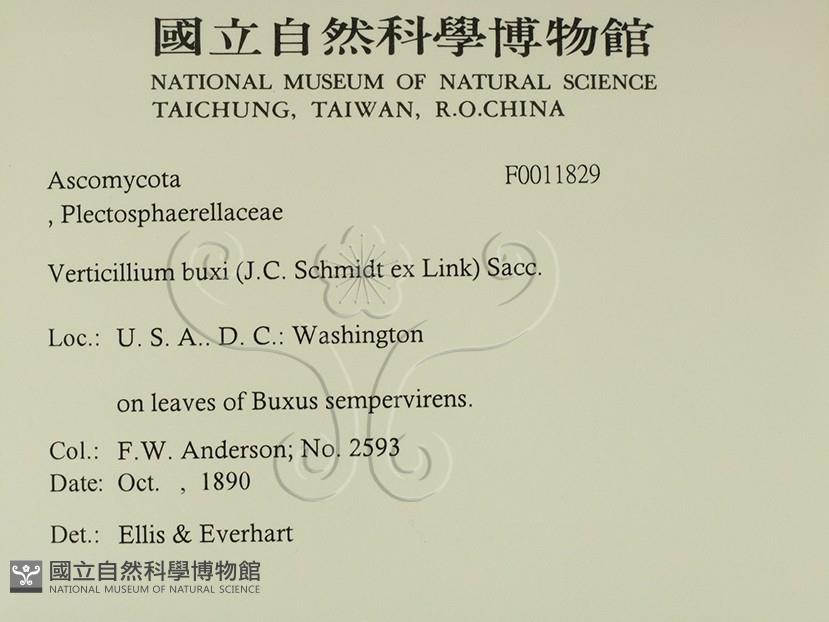 國立自然科學博物館
NATIONAL MUSEUM OF NATURAL SCIENCE
TAICHUNG, TAIWAN, R.O.CHINA
Ascomycota F0011829
, Plectosphaerellaceae
Verticillium buxi (J.C. Schmidt ex Link) Sacc.
Loc.: U. S. A.. D. C.: Washington
on leaves of Buxus sempervirens.
Col.: F.W. Anderson; No. 2593
Date: Oct. , 1890
Det.: Ellis & Everhart
國立自然科學博物館
NATIONAL MUSEUM OF NATURAL SCIENCE